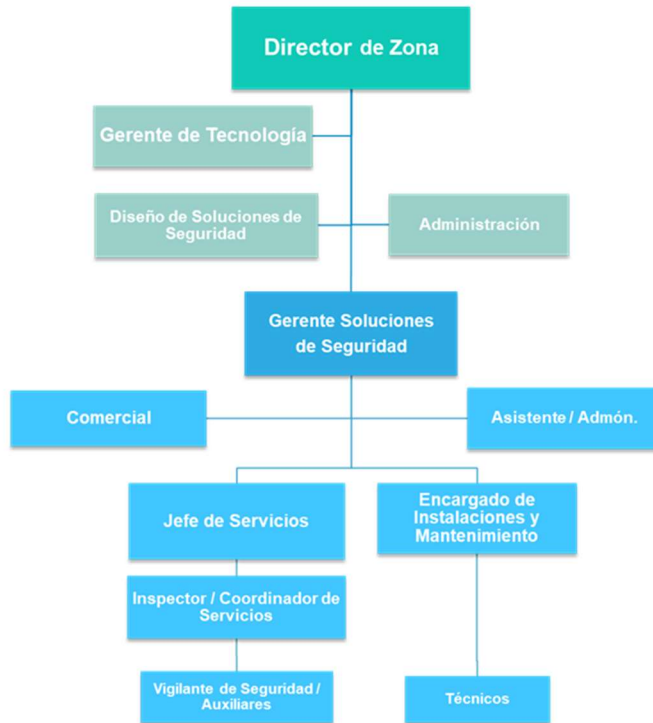 Director de Zona
Gerente de Tecnología
Diseño de Soluciones de
Seguridad
Administración
Gerente Soluciones
de Seguridad
Comercial
Asistente / Admón.
Jefe de Servicios
Encargado de
Instalaciones y
Mantenimiento
Inspector / Coordinador de
Servicios
Vigilante de Seguridad /
Auxiliares
Técnicos